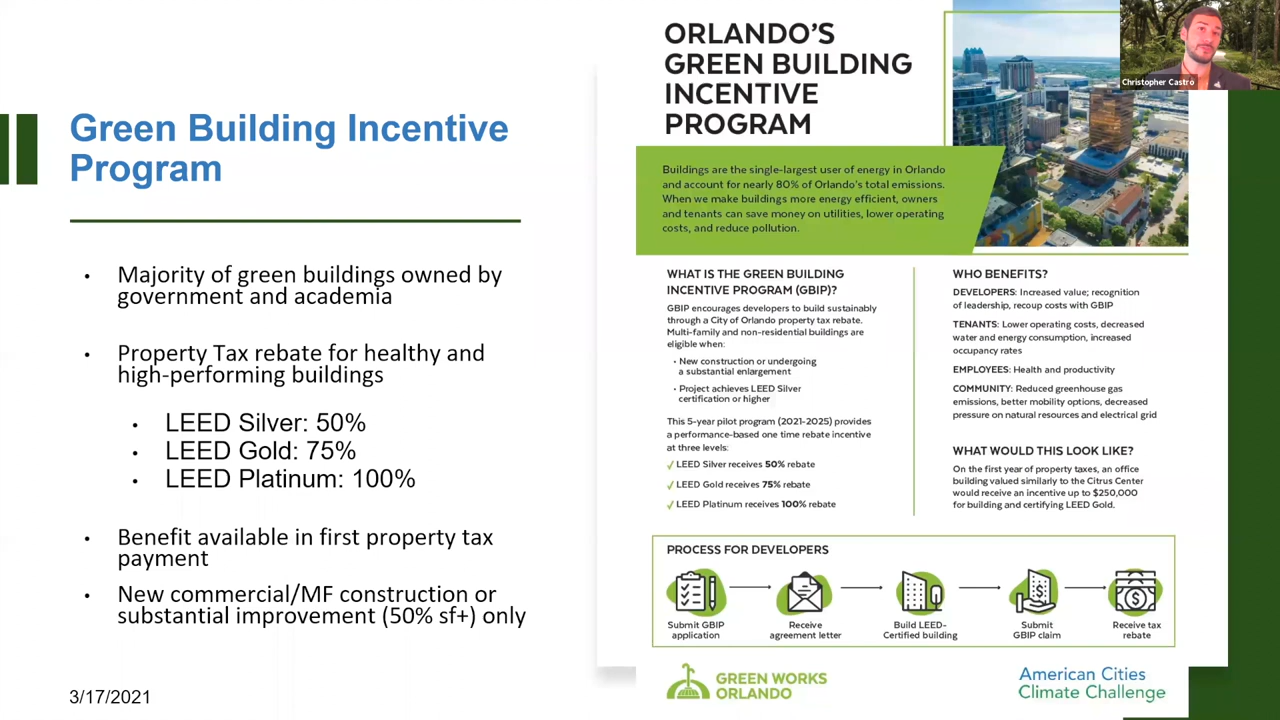 Green Building Incentive
Program
• Majority of green buildings owned by
government and academia
• Property Tax rebate for healthy and
high-performing buildings
• LEED Silver: 50%
• LEED Gold: 75%
• LEED Platinum: 100%
• Benefit available in first property tax
payment
• New commercial/MF construction or
substantial improvement (50% sf+) only
3/17/2021
ORLANDO'S
GREEN BUILDING
INCENTIVE
PROGRAM
Christopher Castro
Buildings are the single-largest user of energy in Orlando
and account for nearly 80% of Orlando's total emissions.
When we make buildings more energy efficient, owners
and tenants can save money on utilities, lower operating
costs, and reduce pollution.
WHAT IS THE GREEN BUILDING
INCENTIVE PROGRAM (GBIP)?
GBIP encourages developers to build sustainably
through a City of Orlando property tax rebate.
Multi-family and non-residential buildings are
eligible when:
• New construction or undergoing
a substantial enlargement
• Project achieves LEED Silver
certification or higher
This 5-year pilot program (2021-2025) provides
a performance-based one time rebate incentive
at three levels:
✓ LEED Silver receives 50% rebate
✓ LEED Gold receives 75% rebate
✓ LEED Platinum receives 100% rebate
WHO BENEFITS?
DEVELOPERS: Increased value; recognition
of leadership, recoup costs with GBIP
TENANTS: Lower operating costs, decreased
water and energy consumption, increased
occupancy rates
EMPLOYEES: Health and productivity
COMMUNITY: Reduced greenhouse gas
emissions, better mobility options, decreased
pressure on natural resources and electrical grid
WHAT WOULD THIS LOOK LIKE?
On the first year of property taxes, an office
building valued similarly to the Citrus Center
would receive an incentive up to $250,000
for building and certifying LEED Gold.
PROCESS FOR DEVELOPERS
Submit GBIP
application
Receive
agreement letter
Build LEED-
Certified building
Submit
GBIP claim
Receive tax
rebate
GREEN WORKS
ORLANDO
American Cities
Climate Challenge